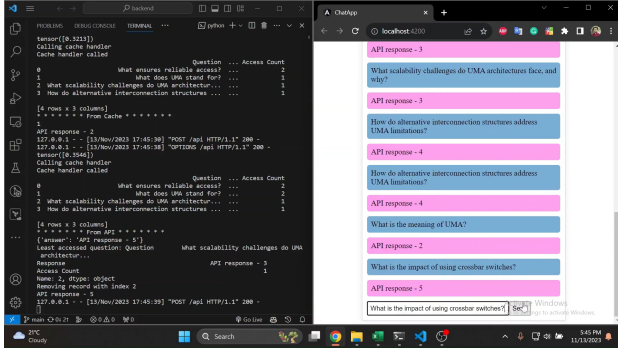 backend
PROBLEMS DEBUG CONSOLE TERMINAL ... python
tensor([0.3213])
Calling cache handler
Cache handler called
Question ... Access Count
0 What ensures reliable access? ... 2
1 What does UMA stand for? ... 2
2 What scalability challenges do UMA architectur... ... 1
3 How do alternative interconnection structures ... ... 1
[4 rows x 3 columns]
* * * * * * * From Cache * * * * * * *
1
API response - 2
127.0.0.1 - - [13/Nov/2023 17:45:30] "POST /api HTTP/1.1" 200 -
127.0.0.1 - - [13/Nov/2023 17:45:38] "OPTIONS /api HTTP/1.1" 200 -
tensor([0.3546])
Calling cache handler
Cache handler called
Question ... Access Count
0 What ensures reliable access? ... 2
1 What does UMA stand for? ... 2
2 What scalability challenges do UMA architectur... ... 1
3 How do alternative interconnection structures ... ... 1
[4 rows x 3 columns]
* * * * * * * From API * * * * * * *
{'answer': 'API response - 5'}
Least accessed question: Question What scalability challenges do UMA
architectur...
Response API response - 3
Access Count 1
Name: 2, dtype: object
Removing record with index 2
API response - 5
127.0.0.1 - - [13/Nov/2023 17:45:39] "POST /api HTTP/1.1" 200 -
main
Go Live
ChatApp
localhost:4200
API response - 3
What scalability challenges do UMA architectures face, and
why?
API response - 3
How do alternative interconnection structures address
UMA limitations?
API response - 4
How do alternative interconnection structures address
UMA limitations?
API response - 4
What is the meaning of UMA?
API response - 2
What is the impact of using crossbar switches?
API response - 5
What is the impact of using crossbar switches?
Windows
to activate Windows.
21°C
Cloudy
Search
5:45 PM
11/13/2023